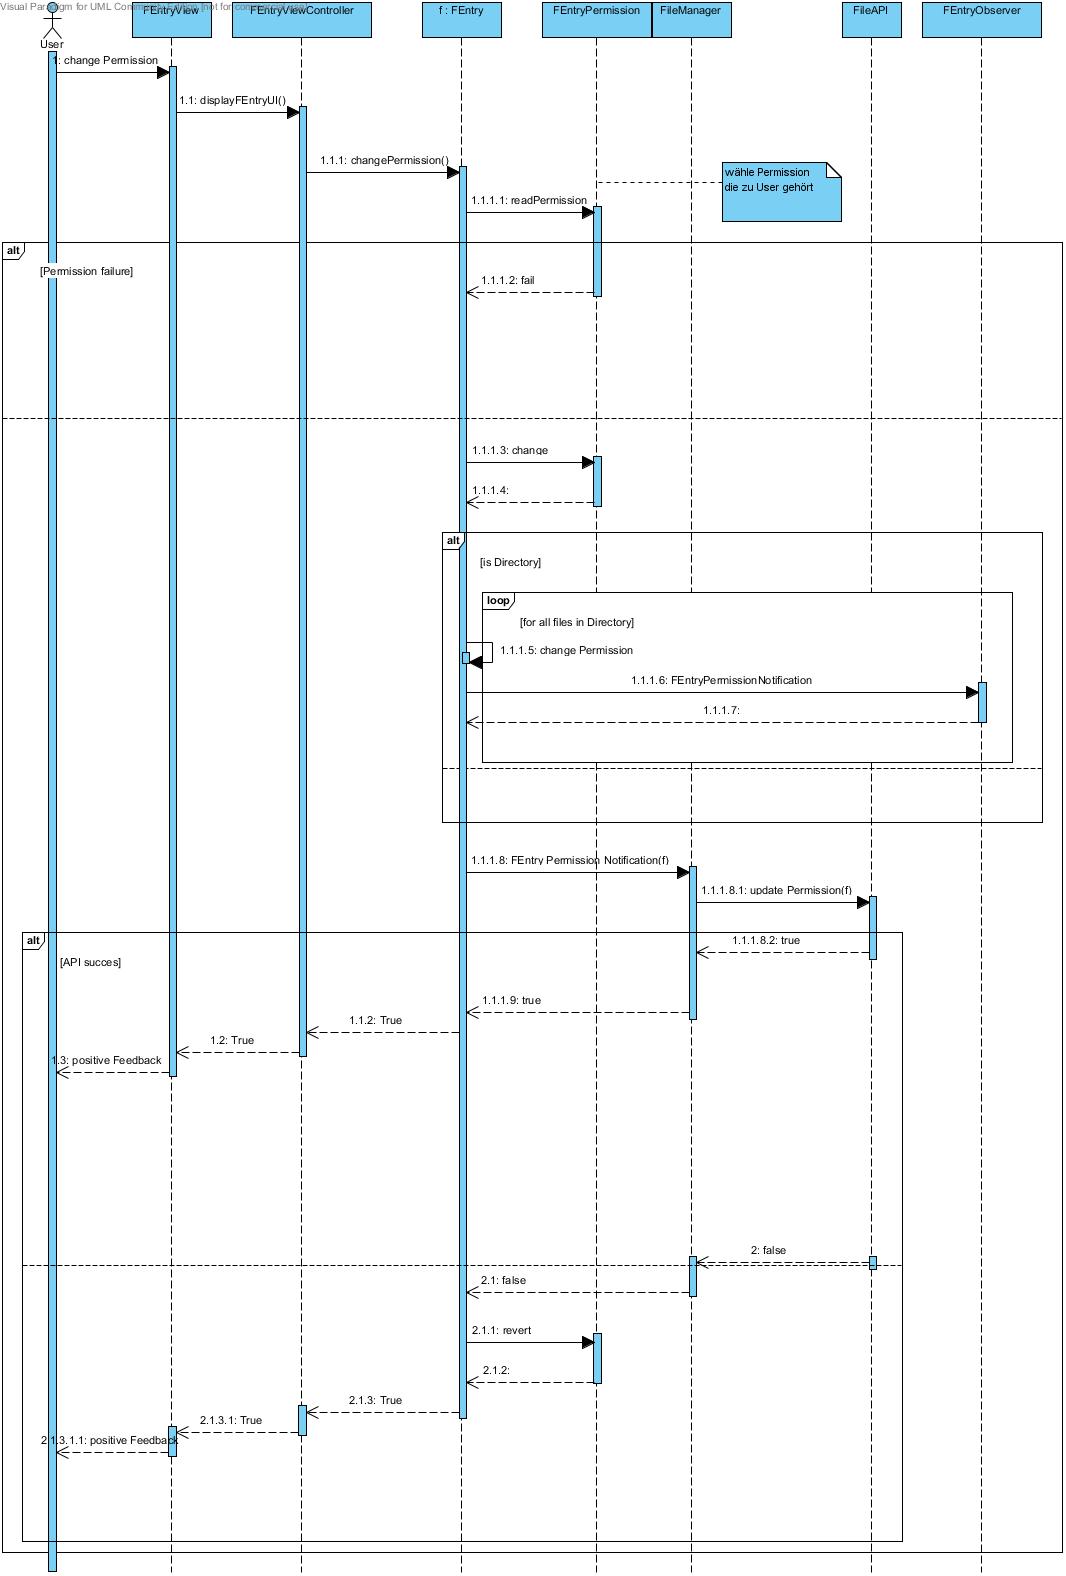 Visual Paradigm for UML Community Edition [not for commercial use]
User
FEntryView
FEntryViewController
f : FEntry
FEntryPermission
FileManager
FileAPI
FEntryObserver
1: change Permission
1.1: displayFEntryUI()
1.1.1: changePermission()
wähle Permission
die zu User gehört
1.1.1.1: readPermission
alt
[Permission failure]
1.1.1.2: fail
1.1.1.3: change
1.1.1.4:
alt
[is Directory]
loop
[for all files in Directory]
1.1.1.5: change Permission
1.1.1.6: FEntryPermissionNotification
1.1.1.7:
1.1.1.8: FEntry Permission Notification(f)
1.1.1.8.1: update Permission(f)
alt
1.1.1.8.2: true
[API succes]
1.1.1.9: true
1.1.2: True
1.2: True
1.3: positive Feedback
2: false
2.1: false
2.1.1: revert
2.1.2:
2.1.3: True
2.1.3.1: True
2.1.3.1.1: positive Feedback